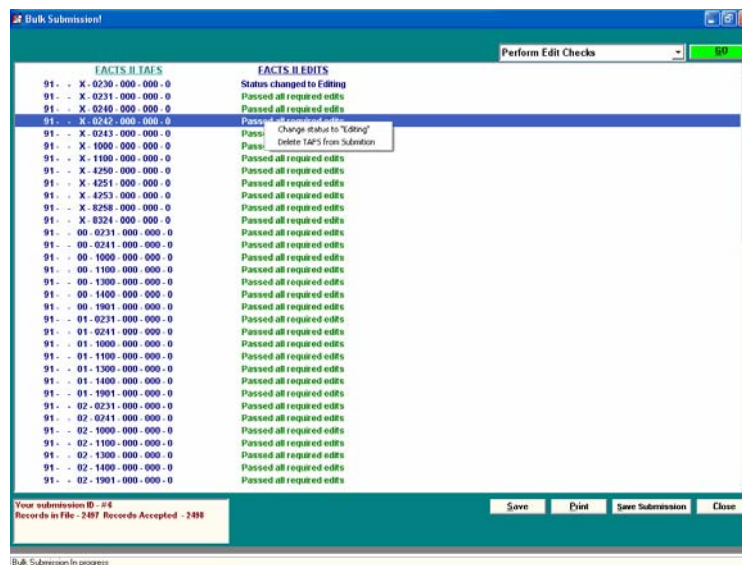 Bulk Submission!
Perform Edit Checks GO
FACTS II TAFS FACTS II EDITS
91 - - X - 0230 - 000 - 000 - 0 Status changed to Editing
91 - - X - 0231 - 000 - 000 - 0 Passed all required edits
91 - - X - 0240 - 000 - 000 - 0 Passed all required edits
91 - - X - 0242 - 000 - 000 - 0 Passed all required edits
Change status to "Editing"
91 - - X - 0243 - 000 - 000 - 0 Pass
Delete TAFS from Submition
91 - - X - 1000 - 000 - 000 - 0 Pass
91 - - X - 1100 - 000 - 000 - 0 Passed all required edits
91 - - X - 4250 - 000 - 000 - 0 Passed all required edits
91 - - X - 4251 - 000 - 000 - 0 Passed all required edits
91 - - X - 4253 - 000 - 000 - 0 Passed all required edits
91 - - X - 8258 - 000 - 000 - 0 Passed all required edits
91 - - X - 8324 - 000 - 000 - 0 Passed all required edits
91 - - 00 - 0231 - 000 - 000 - 0 Passed all required edits
91 - - 00 - 0241 - 000 - 000 - 0 Passed all required edits
91 - - 00 - 1000 - 000 - 000 - 0 Passed all required edits
91 - - 00 - 1100 - 000 - 000 - 0 Passed all required edits
91 - - 00 - 1300 - 000 - 000 - 0 Passed all required edits
91 - - 00 - 1400 - 000 - 000 - 0 Passed all required edits
91 - - 00 - 1901 - 000 - 000 - 0 Passed all required edits
91 - - 01 - 0231 - 000 - 000 - 0 Passed all required edits
91 - - 01 - 0241 - 000 - 000 - 0 Passed all required edits
91 - - 01 - 1000 - 000 - 000 - 0 Passed all required edits
91 - - 01 - 1100 - 000 - 000 - 0 Passed all required edits
91 - - 01 - 1300 - 000 - 000 - 0 Passed all required edits
91 - - 01 - 1400 - 000 - 000 - 0 Passed all required edits
91 - - 01 - 1901 - 000 - 000 - 0 Passed all required edits
91 - - 02 - 0231 - 000 - 000 - 0 Passed all required edits
91 - - 02 - 0241 - 000 - 000 - 0 Passed all required edits
91 - - 02 - 1000 - 000 - 000 - 0 Passed all required edits
91 - - 02 - 1100 - 000 - 000 - 0 Passed all required edits
91 - - 02 - 1300 - 000 - 000 - 0 Passed all required edits
91 - - 02 - 1400 - 000 - 000 - 0 Passed all required edits
91 - - 02 - 1901 - 000 - 000 - 0 Passed all required edits
Your submission ID - #4
Records in File - 2497 Records Accepted - 2498
Save Print Save Submission Close
Bulk Submission In progress